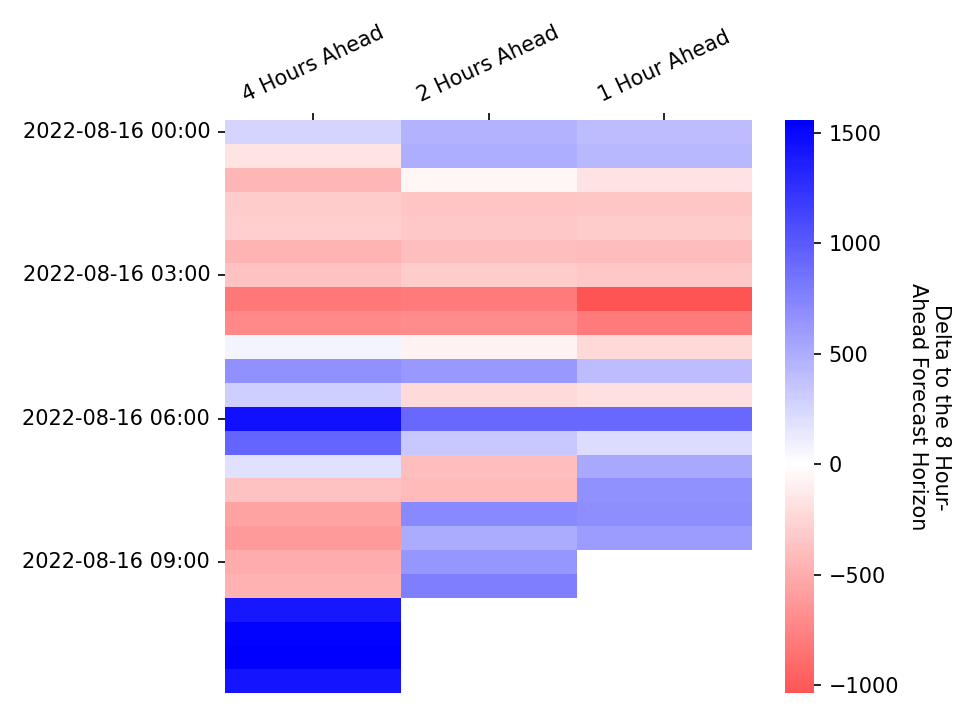 4 Hours Ahead
2 Hours Ahead
1 Hour Ahead
2022-08-16 00:00
2022-08-16 03:00
2022-08-16 06:00
2022-08-16 09:00
1500
1000
500
0
−500
−1000
Delta to the 8 Hour-
Ahead Forecast Horizon